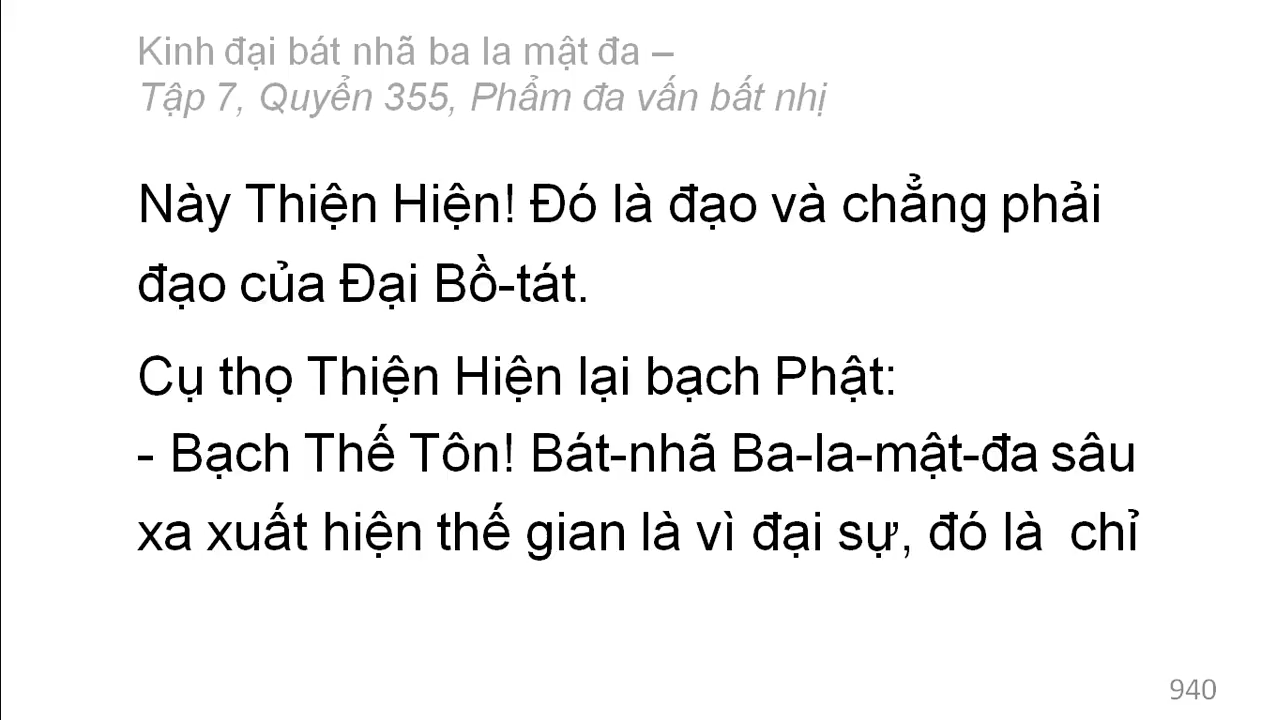 Kinh đại bát nhã ba la mật đa –
Tập 7, Quyển 355, Phẩm đa vấn bất nhị
Này Thiện Hiện! Đó là đạo và chẳng phải
đạo của Đại Bồ-tát.
Cụ thọ Thiện Hiện lại bạch Phật:
- Bạch Thế Tôn! Bát-nhã Ba-la-mật-đa sâu
xa xuất hiện thế gian là vì đại sự, đó là chỉ
940